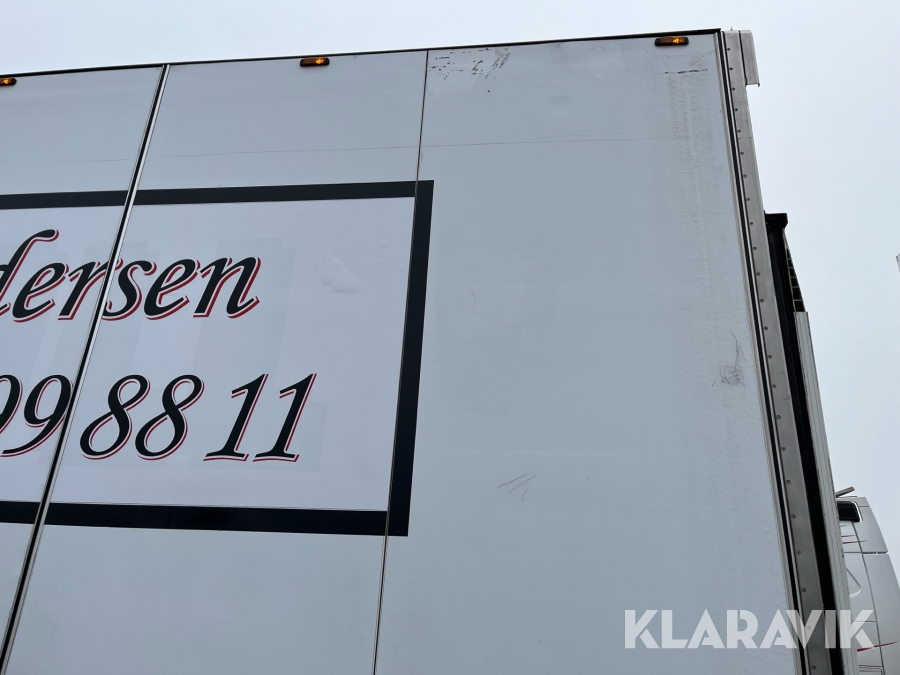 dersen
99 88 11
KLARAVIK